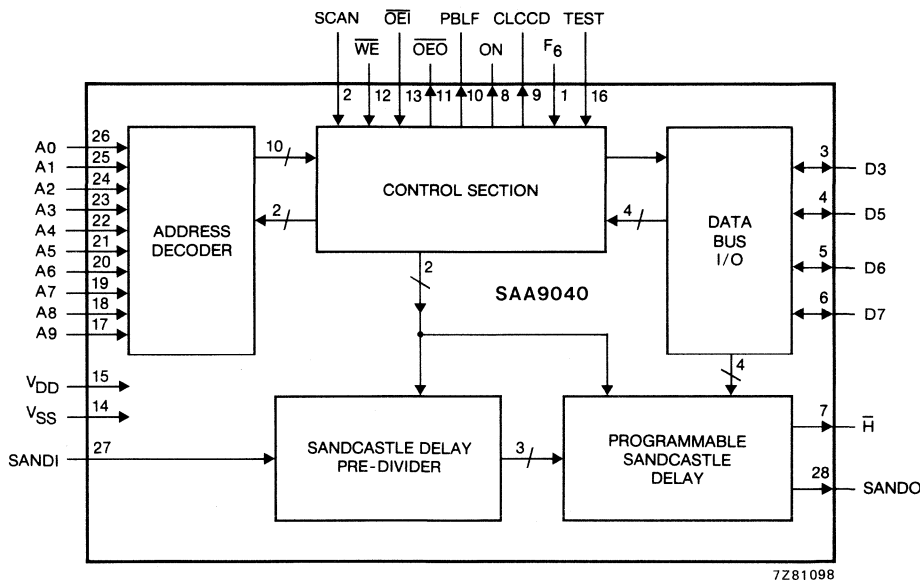 SCAN OEI PBLF CLCCD TEST
WE OEO ON F6
2 12 13 11 10 8 9 1 16
A0 26
A1 25
A2 24
A3 23
A4 22
A5 21
A6 20
A7 19
A8 18
A9 17
VDD 15
VSS 14
SANDI 27
ADDRESS
DECODER
10
2
CONTROL SECTION
4
DATA
BUS
I/O
3 D3
4 D5
5 D6
6 D7
2
SAA9040
4
SANDCASTLE DELAY
PRE-DIVIDER
3
PROGRAMMABLE
SANDCASTLE
DELAY
7 H
28 SANDO
7Z81098